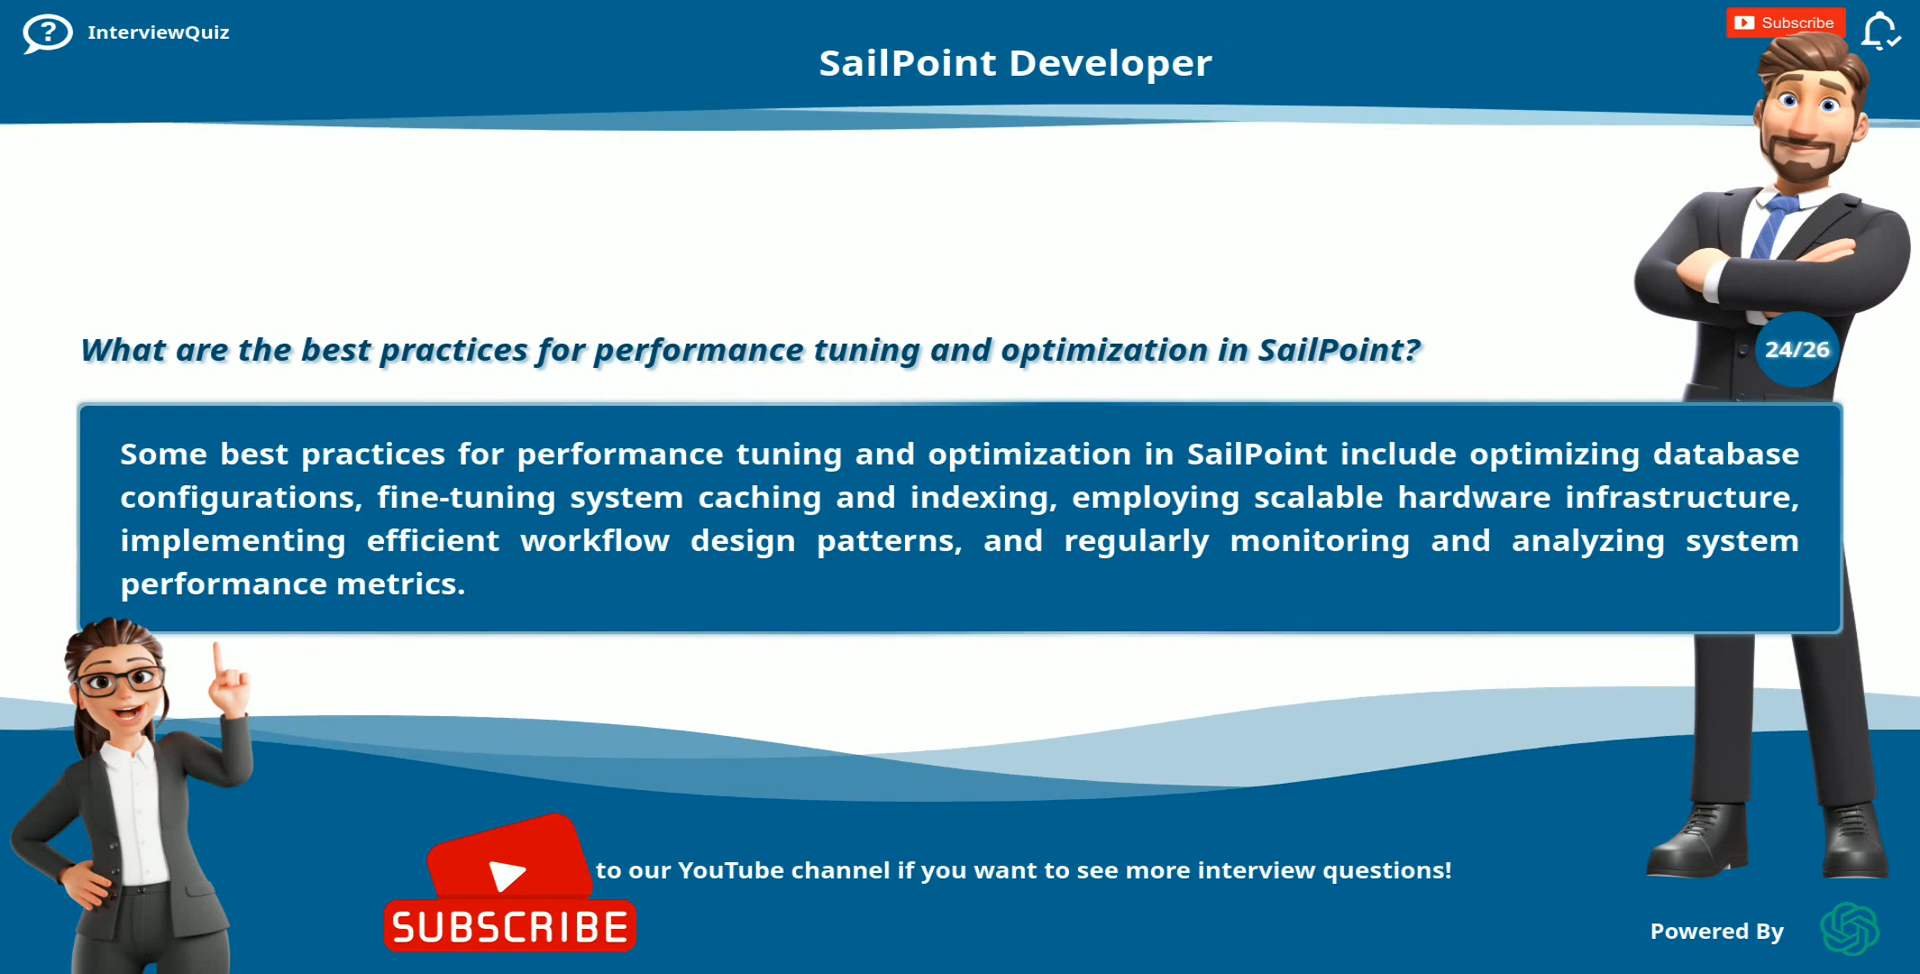 ?
InterviewQuiz
Subscribe
SailPoint Developer
What are the best practices for performance tuning and optimization in SailPoint?
24/26
Some best practices for performance tuning and optimization in SailPoint include optimizing database
configurations, fine-tuning system caching and indexing, employing scalable hardware infrastructure,
implementing efficient workflow design patterns, and regularly monitoring and analyzing system
performance metrics.
to our YouTube channel if you want to see more interview questions!
SUBSCRIBE
Powered By